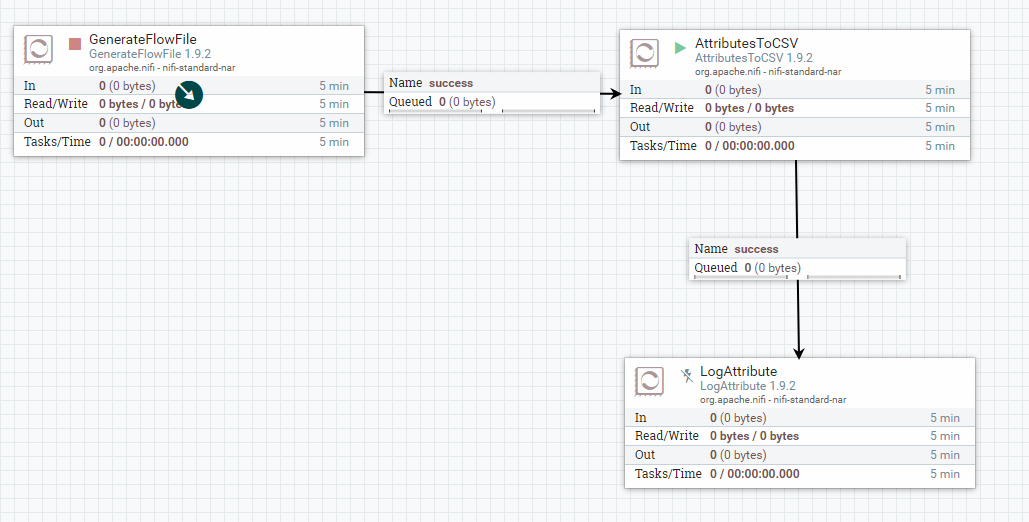 GenerateFlowFile
GenerateFlowFile 1.9.2
org.apache.nifi - nifi-standard-nar
In 0 (0 bytes) 5 min
Read/Write 0 bytes / 0 bytes 5 min
Out 0 (0 bytes) 5 min
Tasks/Time 0 / 00:00:00.000 5 min
Name success
Queued 0 (0 bytes)
AttributesToCSV
AttributesToCSV 1.9.2
org.apache.nifi - nifi-standard-nar
In 0 (0 bytes) 5 min
Read/Write 0 bytes / 0 bytes 5 min
Out 0 (0 bytes) 5 min
Tasks/Time 0 / 00:00:00.000 5 min
Name success
Queued 0 (0 bytes)
LogAttribute
LogAttribute 1.9.2
org.apache.nifi - nifi-standard-nar
In 0 (0 bytes) 5 min
Read/Write 0 bytes / 0 bytes 5 min
Out 0 (0 bytes) 5 min
Tasks/Time 0 / 00:00:00.000 5 min